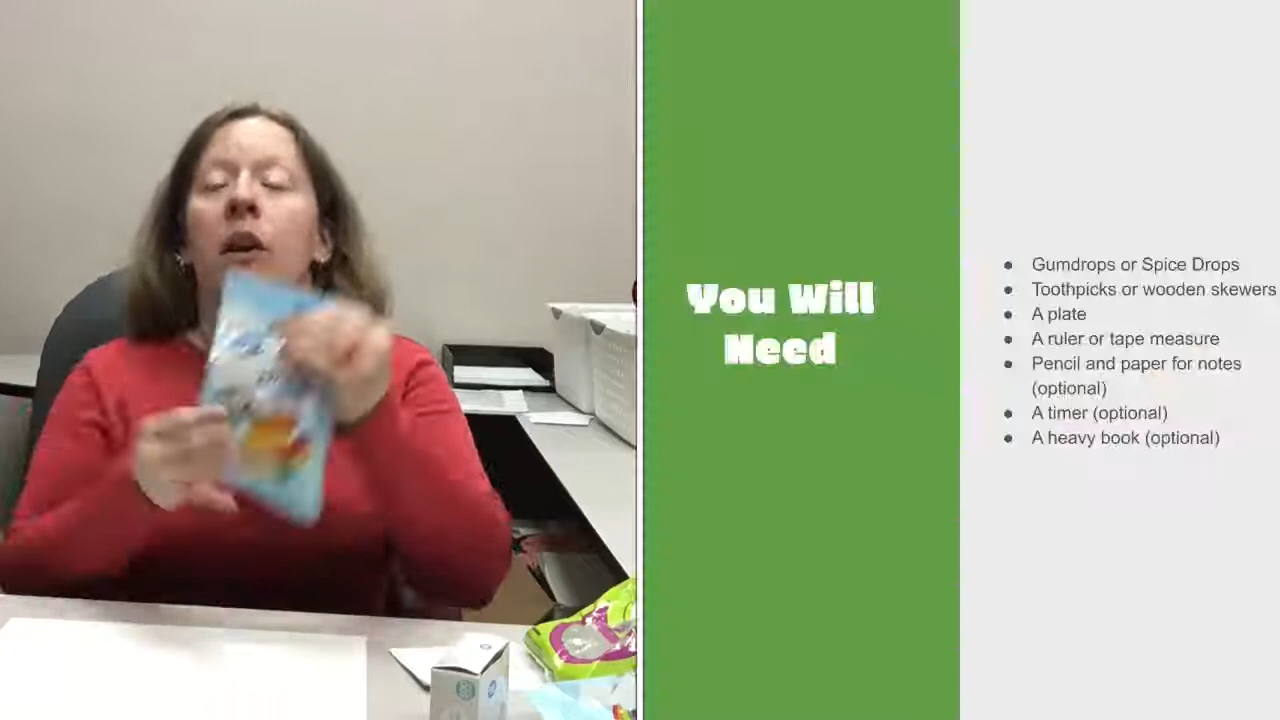 You Will
Need
Gumdrops or Spice Drops
Toothpicks or wooden skewers
A plate
A ruler or tape measure
Pencil and paper for notes
(optional)
A timer (optional)
A heavy book (optional)